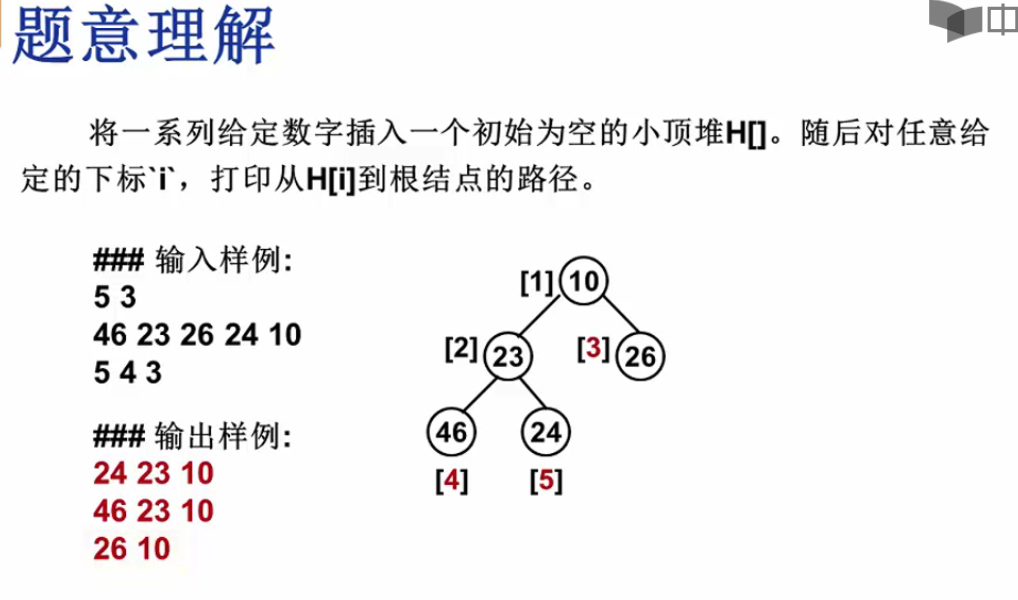 题意理解
中
将一系列给定数字插入一个初始为空的小顶堆H[]。随后对任意给
定的下标`i`，打印从H[i]到根结点的路径。
### 输入样例:
5 3
46 23 26 24 10
5 4 3
### 输出样例:
24 23 10
46 23 10
26 10
[1] 10
[2] 23 [3] 26
46 24
[4] [5]